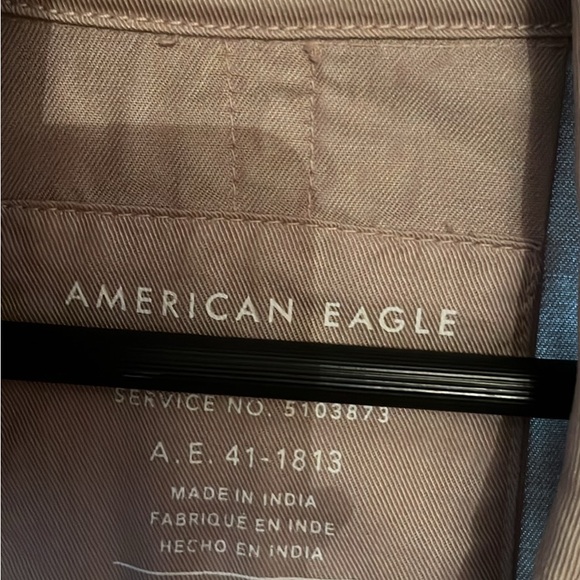 AMERICAN EAGLE
SERVICE NO. 5103873
A.E. 41-1813
MADE IN INDIA
FABRIQUE EN INDE
HECHO EN INDIA